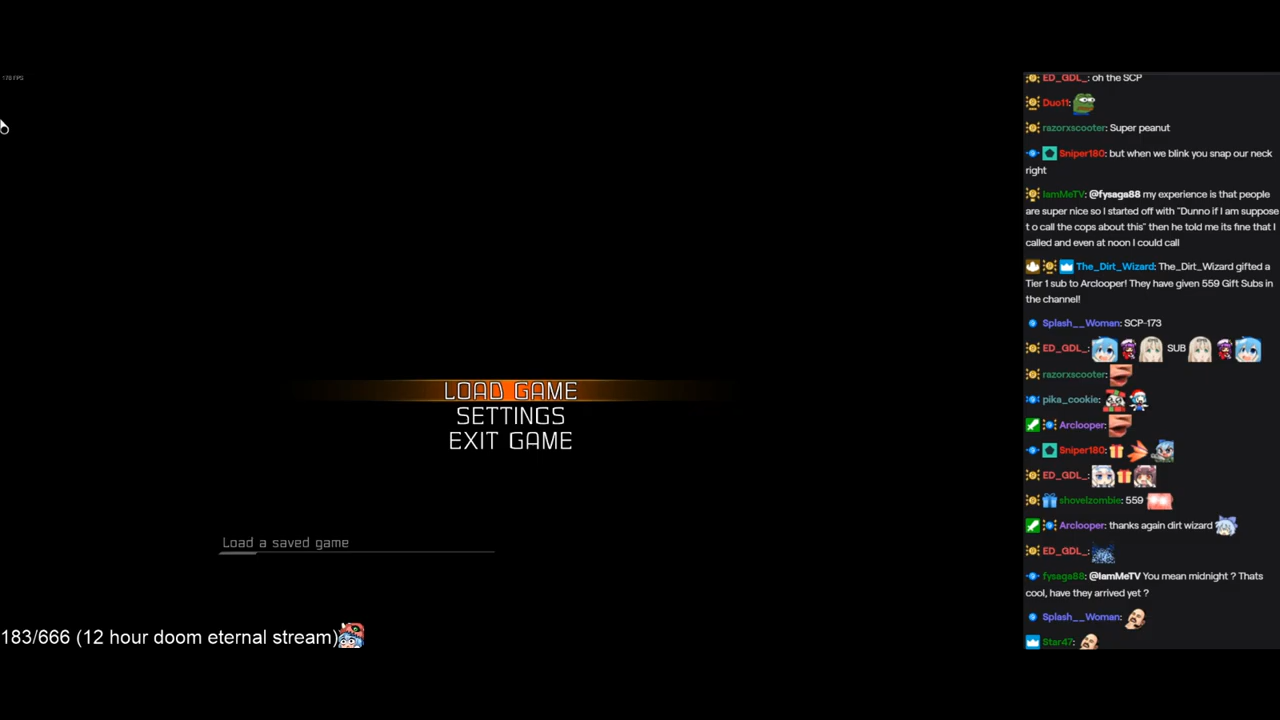 176 FPS
LOAD GAME
SETTINGS
EXIT GAME
Load a saved game
183/666 (12 hour doom eternal stream)
ED_GDL_: oh the SCP
Duo11:
razorxscooter: Super peanut
Sniper180: but when we blink you snap our neck
right
IamMeTV: @fysaga88 my experience is that people
are super nice so I started off with "Dunno if I am suppose
t o call the cops about this" then he told me its fine that I
called and even at noon I could call
The_Dirt_Wizard: The_Dirt_Wizard gifted a
Tier 1 sub to Arclooper! They have given 559 Gift Subs in
the channel!
Splash__Woman: SCP-173
ED_GDL_: SUB
razorxscooter:
pika_cookie:
Arclooper:
Sniper180:
ED_GDL_:
shovelzombie: 559
Arclooper: thanks again dirt wizard
ED_GDL_:
fysaga88: @IamMeTV You mean midnight ? Thats
cool, have they arrived yet ?
Splash__Woman:
Star47: